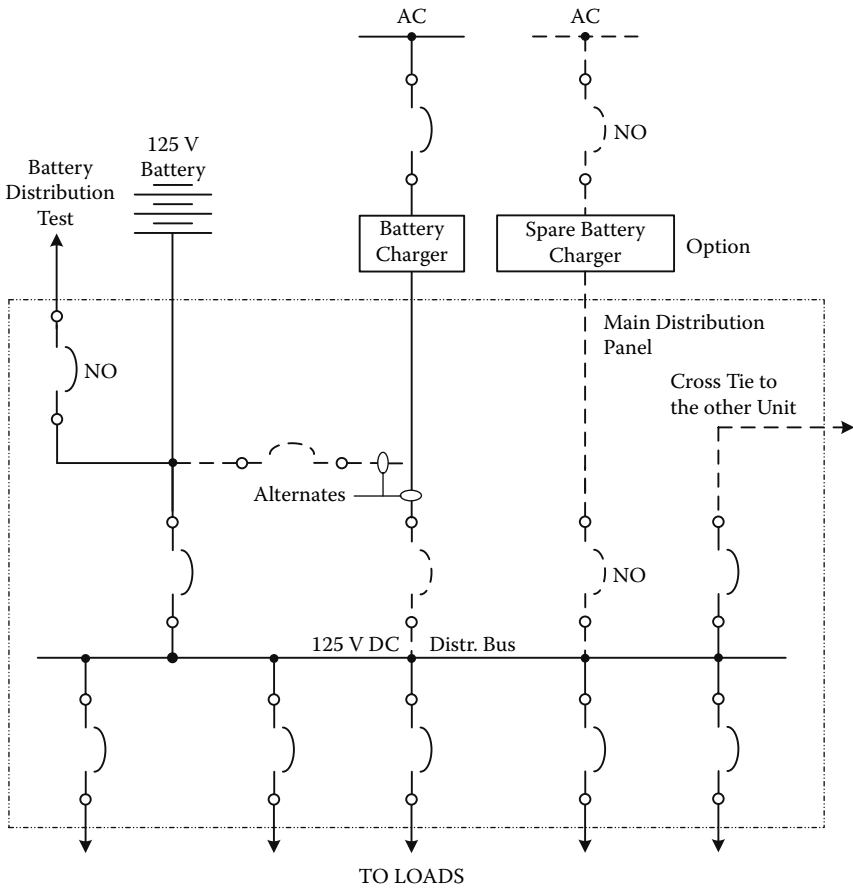 AC
AC
NO
125 V
Battery
Battery
Distribution
Test
Battery
Charger
Spare Battery
Charger
Option
Main Distribution
Panel
NO
Cross Tie to
the other Unit
Alternates
NO
125 V DC
Distr. Bus
TO LOADS